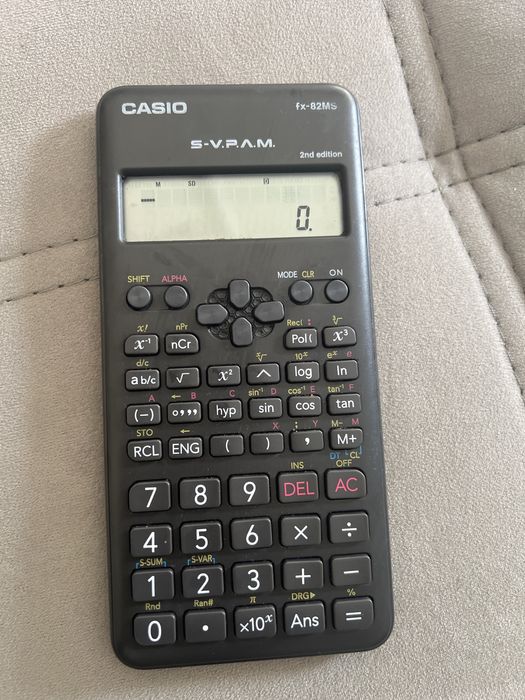 CASIO fx-82MS
S-V.P.A.M.
2nd edition
M SD D
0.
SHIFT ALPHA MODE CLR ON
x! nPr Rec( : ³√
x⁻¹ nCr Pol( x³
d/c ˣ√ 10ˣ eˣ e
a b/c √ x² ^ log ln
A ← B C sin⁻¹ D cos⁻¹ E tan⁻¹ F
(−) o,,, hyp sin cos tan
STO ← X ; Y M− M
RCL ENG ( ) , M+
DT CL
INS OFF
7 8 9 DEL AC
4 5 6 × ÷
S-SUM S-VAR
1 2 3 + −
Rnd Ran# π DRG▶ %
0 • ×10ˣ Ans =